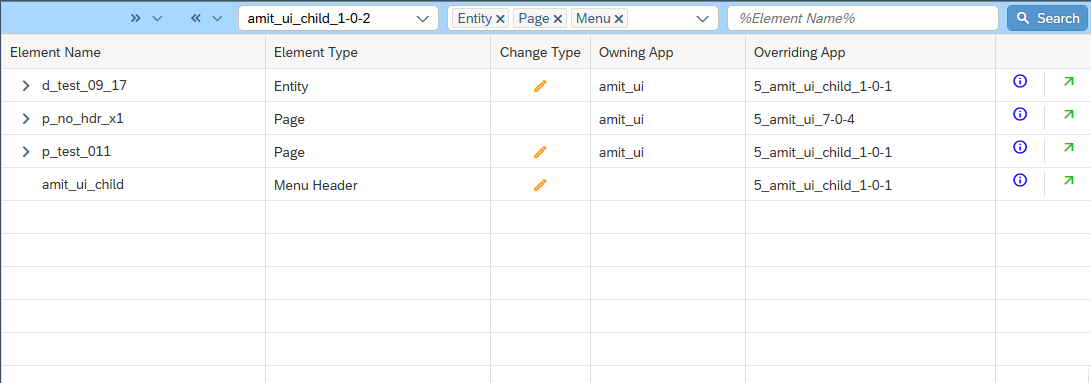 amit_ui_child_1-0-2 Entity Page Menu %Element Name% Search
Element Name Element Type Change Type Owning App Overriding App
d_test_09_17 Entity amit_ui 5_amit_ui_child_1-0-1
p_no_hdr_x1 Page amit_ui 5_amit_ui_7-0-4
p_test_011 Page amit_ui 5_amit_ui_child_1-0-1
amit_ui_child Menu Header 5_amit_ui_child_1-0-1